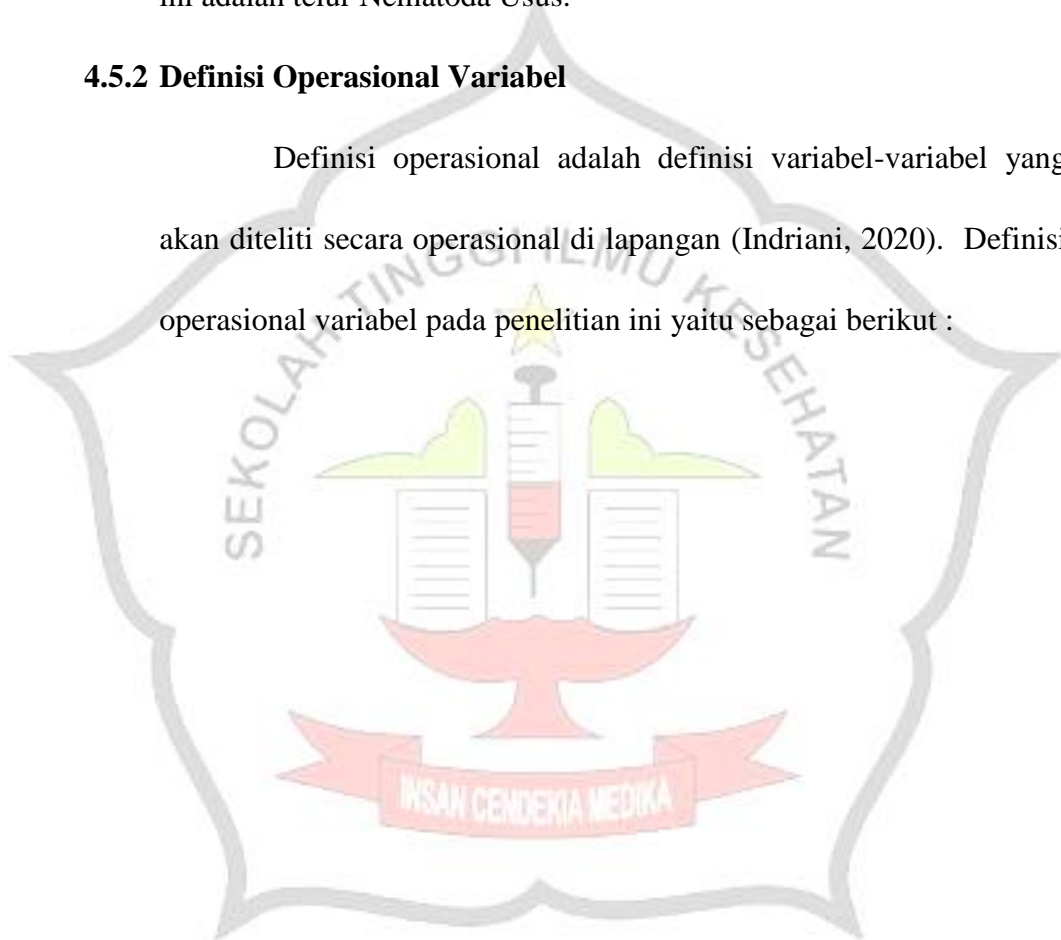 ini adalah telur Nematoda Usus.
4.5.2 Definisi Operasional Variabel
Definisi operasional adalah definisi variabel-variabel yang
akan diteliti secara operasional di lapangan (Indriani, 2020). Definisi
operasional variabel pada penelitian ini yaitu sebagai berikut :
SEKOLAH TINGGI ILMU KESEHATAN
INSAN CENDEKIA MEDIKA